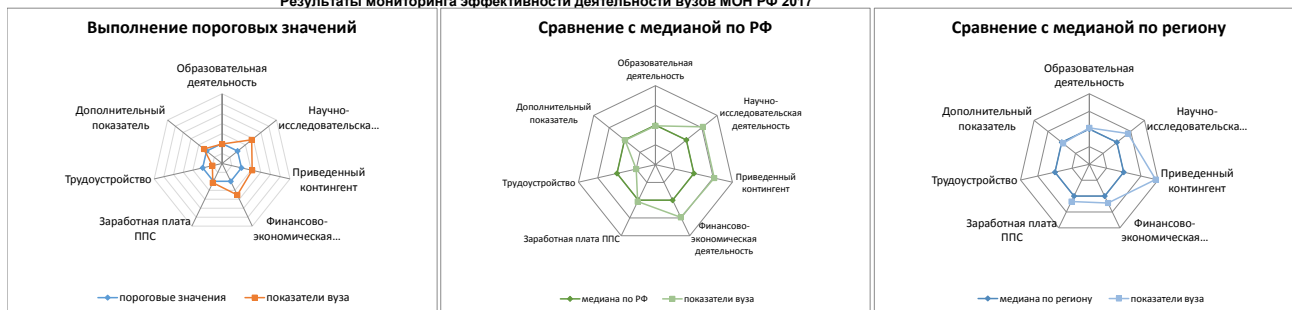 Результаты мониторинга эффективности деятельности вузов МОН РФ 2017
Выполнение пороговых значений
Образовательная
деятельность
Научно-
исследовательска...
Приведенный
контингент
Финансово-
экономическая...
Заработная плата
ППС
Трудоустройство
Дополнительный
показатель
пороговые значения
показатели вуза
Сравнение с медианой по РФ
Образовательная
деятельность
Научно-
исследовательская
деятельность
Приведенный
контингент
Финансово-
экономическая
деятельность
Заработная плата ППС
Трудоустройство
Дополнительный
показатель
медиана по РФ
показатели вуза
Сравнение с медианой по региону
Образовательная
деятельность
Научно-
исследовательска...
Приведенный
контингент
Финансово-
экономическая...
Заработная плата
ППС
Трудоустройство
Дополнительный
показатель
медиана по региону
показатели вуза